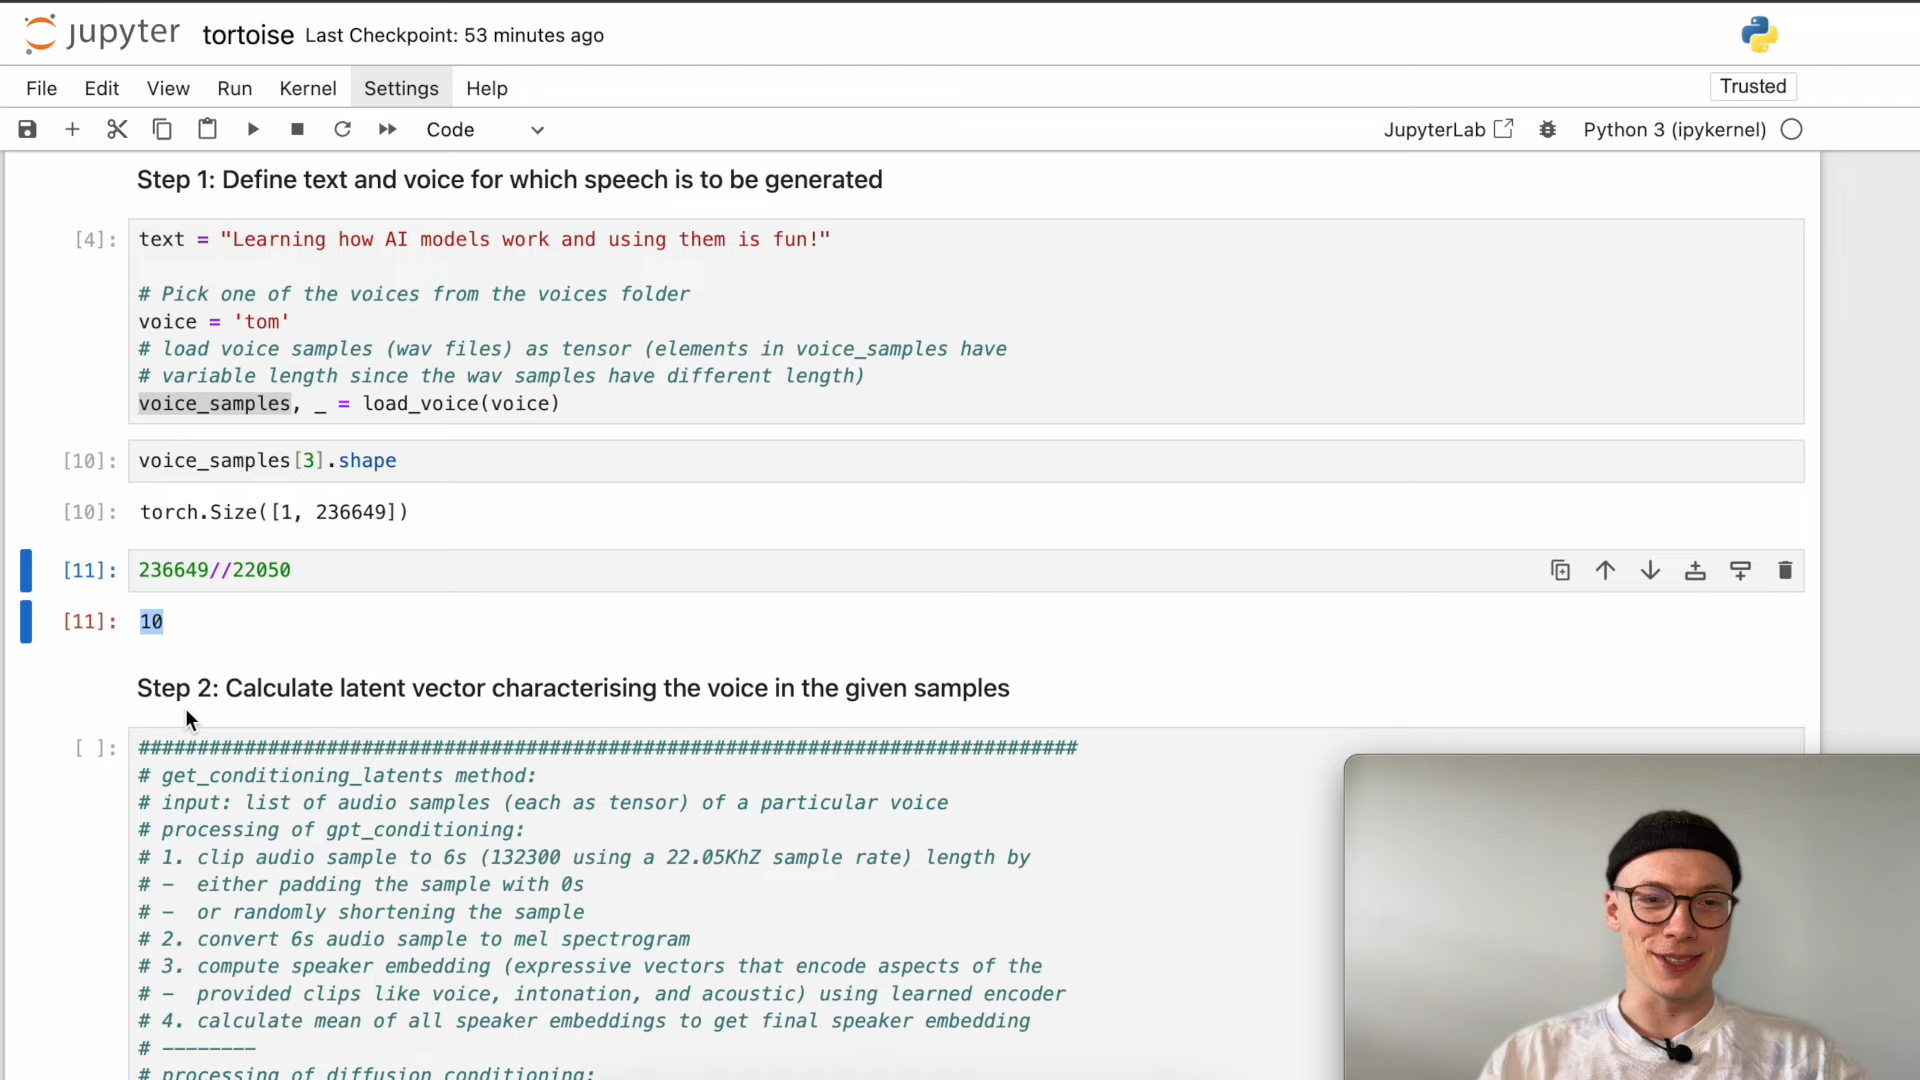 jupyter tortoise Last Checkpoint: 53 minutes ago
File Edit View Run Kernel Settings Help Trusted
Code JupyterLab Python 3 (ipykernel)
Step 1: Define text and voice for which speech is to be generated
[4]: text = "Learning how AI models work and using them is fun!"
# Pick one of the voices from the voices folder
voice = 'tom'
# load voice samples (wav files) as tensor (elements in voice_samples have
# variable length since the wav samples have different length)
voice_samples, _ = load_voice(voice)
[10]: voice_samples[3].shape
[10]: torch.Size([1, 236649])
[11]: 236649//22050
[11]: 10
Step 2: Calculate latent vector characterising the voice in the given samples
[ ]: ################################################################################
# get_conditioning_latents method:
# input: list of audio samples (each as tensor) of a particular voice
# processing of gpt_conditioning:
# 1. clip audio sample to 6s (132300 using a 22.05KhZ sample rate) length by
# - either padding the sample with 0s
# - or randomly shortening the sample
# 2. convert 6s audio sample to mel spectrogram
# 3. compute speaker embedding (expressive vectors that encode aspects of the
# - provided clips like voice, intonation, and acoustic) using learned encoder
# 4. calculate mean of all speaker embeddings to get final speaker embedding
# --------
# processing of diffusion conditioning: